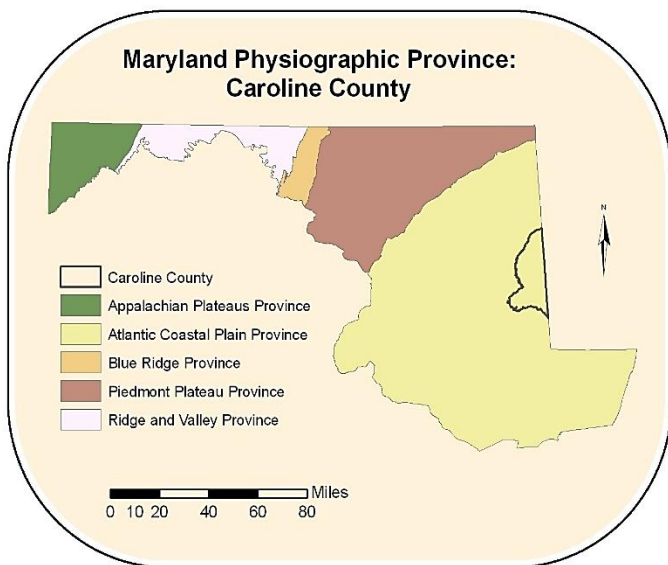 Maryland Physiographic Province:
Caroline County
N
Caroline County
Appalachian Plateaus Province
Atlantic Coastal Plain Province
Blue Ridge Province
Piedmont Plateau Province
Ridge and Valley Province
Miles
0 10 20 40 60 80